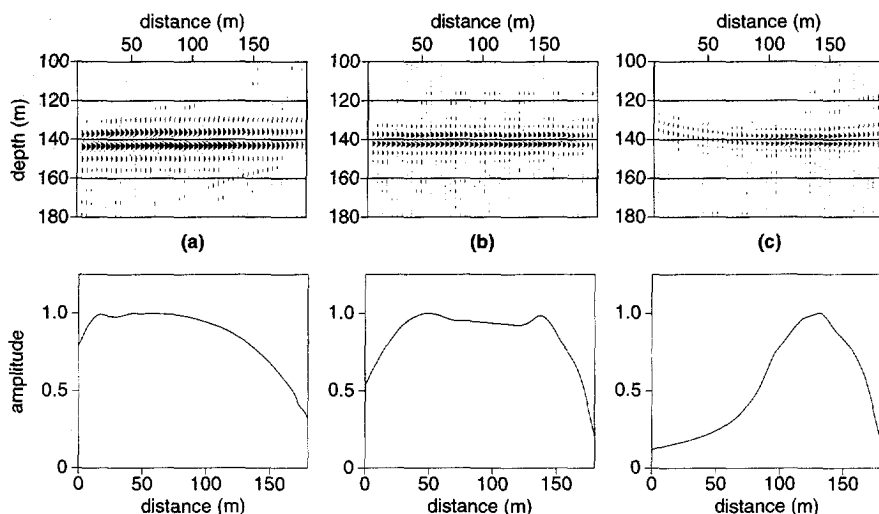 distance (m) distance (m) distance (m)
50 100 150 50 100 150 50 100 150
100 100 100
120 120 120
depth (m)
140 140 140
160 160 160
180 180 180
(a) (b) (c)
1.0 1.0 1.0
amplitude
0.5 0.5 0.5
0 0 0
0 50 100 150 0 50 100 150 0 50 100 150
distance (m) distance (m) distance (m)